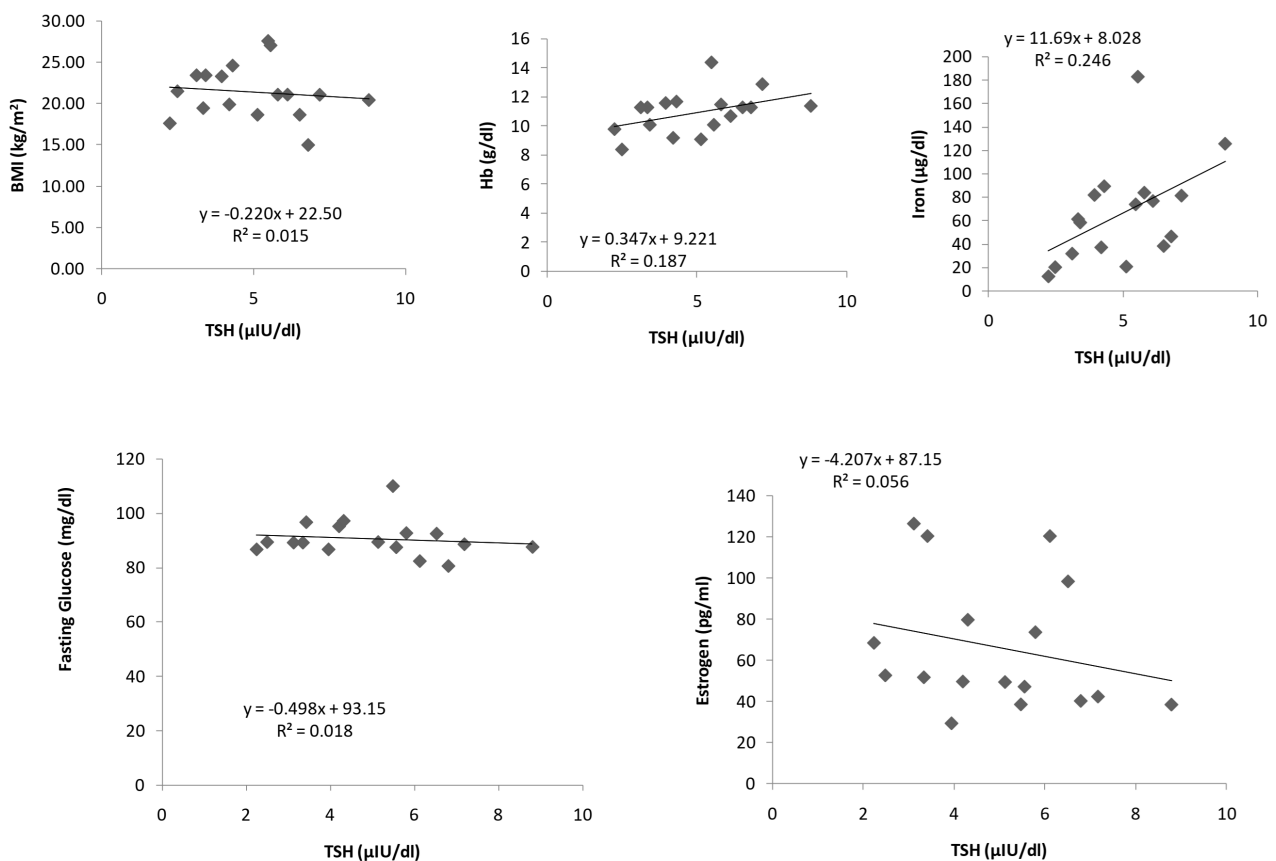 BMI (kg/m²)
30.00
25.00
20.00
15.00
10.00
5.00
0.00
y = -0.220x + 22.50
R² = 0.015
0 5 10
TSH (µIU/dl)
Hb (g/dl)
16
14
12
10
8
6
4
2
0
y = 0.347x + 9.221
R² = 0.187
0 5 10
TSH (µIU/dl)
y = 11.69x + 8.028
R² = 0.246
Iron (µg/dl)
200
180
160
140
120
100
80
60
40
20
0
0 5 10
TSH (µIU/dl)
Fasting Glucose (mg/dl)
120
100
80
60
40
20
0
y = -0.498x + 93.15
R² = 0.018
0 2 4 6 8 10
TSH (µIU/dl)
y = -4.207x + 87.15
R² = 0.056
Estrogen (pg/ml)
140
120
100
80
60
40
20
0
0 2 4 6 8 10
TSH (µIU/dl)